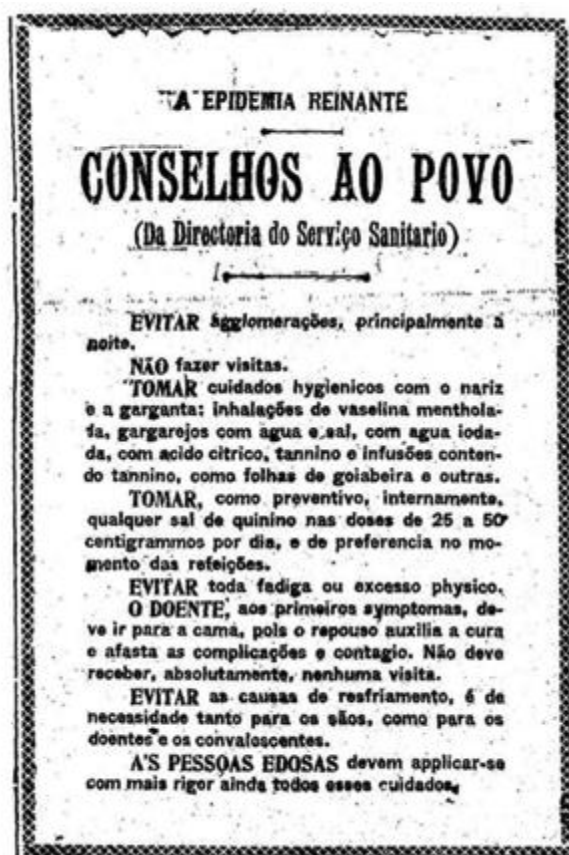 A EPIDEMIA REINANTE
CONSELHOS AO POVO
(Da Directoria do Serviço Sanitario)
EVITAR agglomerações, principalmente á
noite.
NÃO fazer visitas.
TOMAR cuidados hygienicos com o nariz
e a garganta: inhalações de vaselina menthola-
da, gargarejos com agua e sal, com agua ioda-
da, com acido citrico, tannino e infusões conten-
do tannino, como folhas de goiabeira e outras.
TOMAR, como preventivo, internamente,
qualquer sal de quinino nas doses de 25 a 50
centigrammos por dia, e de preferencia no mo-
mento das refeições.
EVITAR toda fadiga ou excesso physico.
O DOENTE, aos primeiros symptomas, de-
ve ir para a cama, pois o repouso auxilia a cura
e afasta as complicações e contagio. Não deve
receber, absolutamente, nenhuma visita.
EVITAR as causas de resfriamento, é de
necessidade tanto para os sãos, como para os
doentes e os convalescentes.
A'S PESSOAS EDOSAS devem applicar-se
com mais rigor ainda todos esses cuidados.